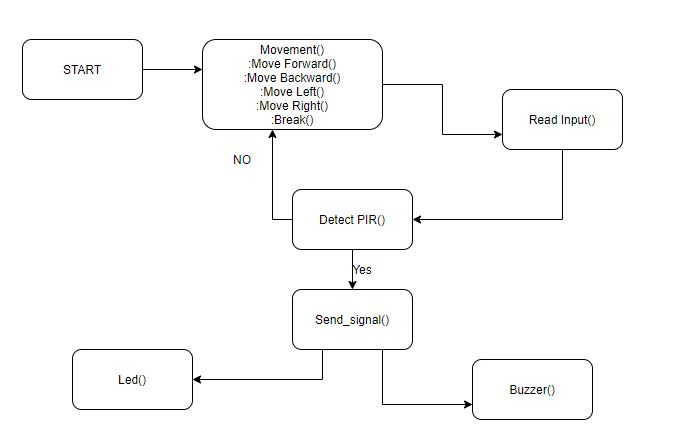 START
Movement()
:Move Forward()
:Move Backward()
:Move Left()
:Move Right()
:Break()
Read Input()
NO
Detect PIR()
Yes
Send_signal()
Led()
Buzzer()